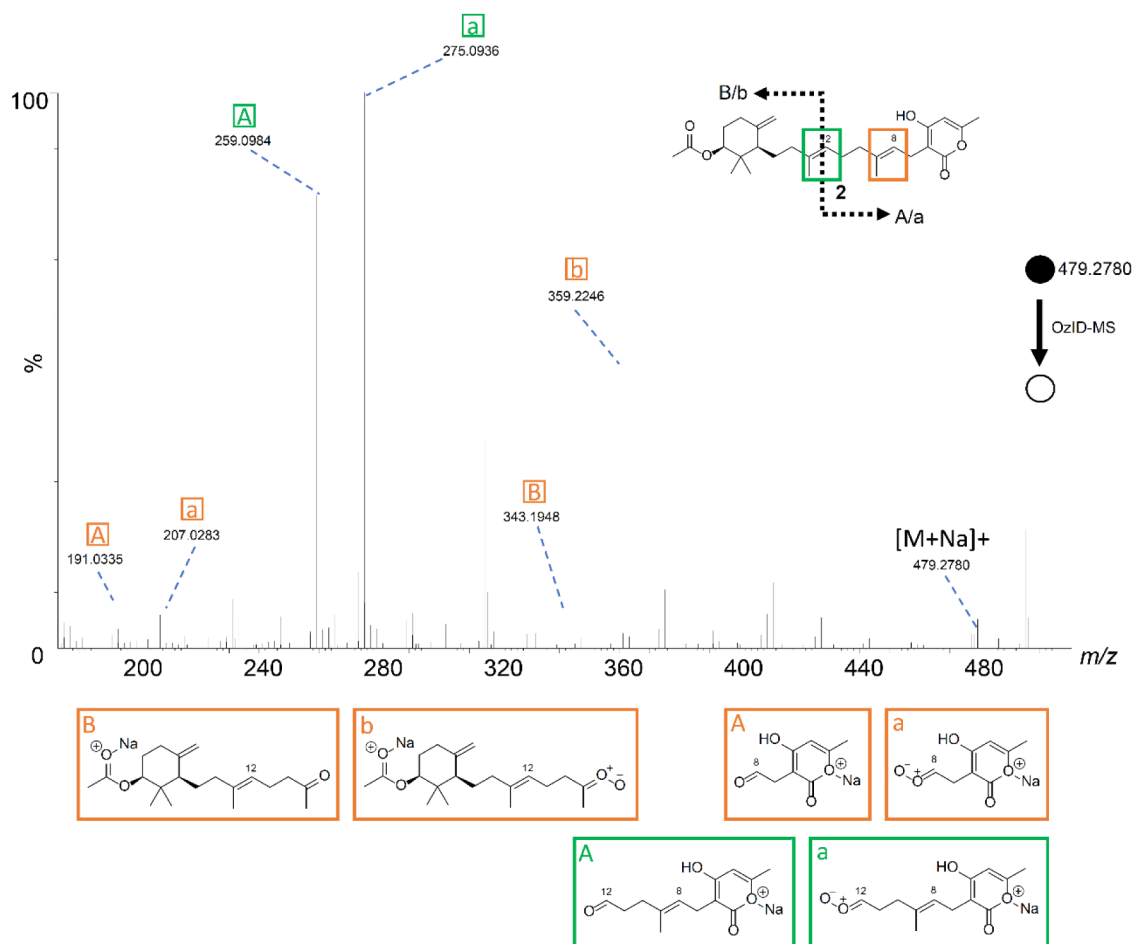 a
275.0936
100
B/b
HO
A
259.0984
12
8
O
O
O
O
2
A/a
b
359.2246
479.2780
OzID-MS
%
B
343.1948
A
191.0335
a
207.0283
[M+Na]+
479.2780
0
200
240
280
320
360
400
440
480
m/z
B
⊕ O Na
O
12
O
b
⊕ O Na
O
12
O+
O−
A
HO
8
O
O ⊕
Na
O
a
HO
O−
O+
8
O ⊕
Na
O
A
12
O
8
HO
O ⊕
Na
O
a
O−
O+
12
8
HO
O ⊕
Na
O